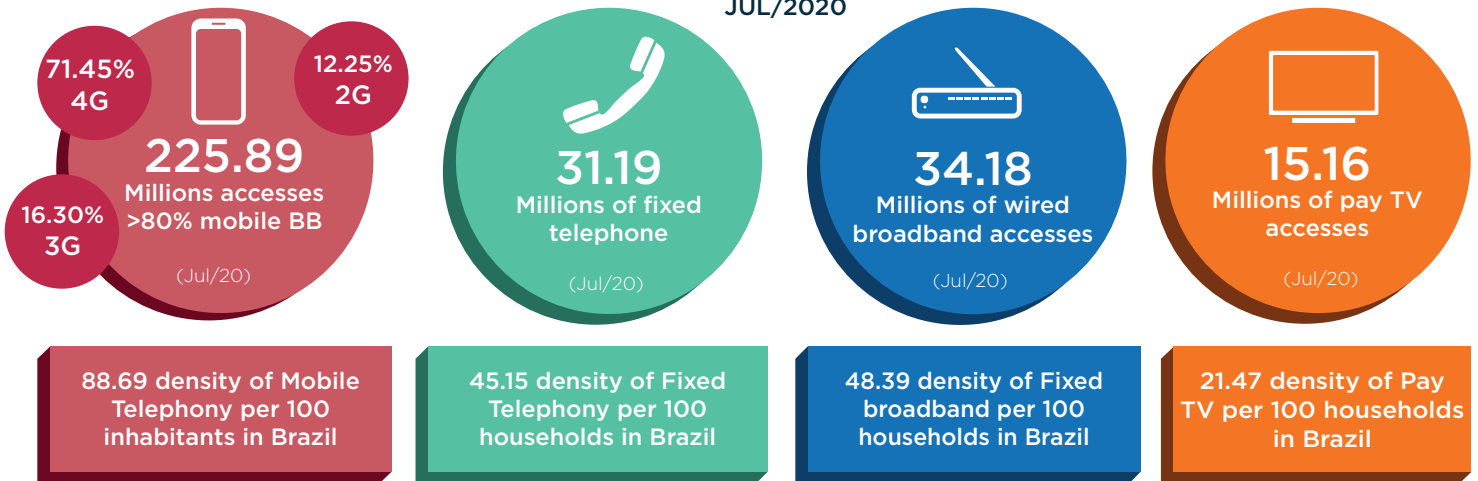 JUL/2020
71.45%
4G
12.25%
2G
16.30%
3G
225.89
Millions accesses
>80% mobile BB
(Jul/20)
31.19
Millions of fixed
telephone
(Jul/20)
34.18
Millions of wired
broadband accesses
(Jul/20)
15.16
Millions of pay TV
accesses
(Jul/20)
88.69 density of Mobile
Telephony per 100
inhabitants in Brazil
45.15 density of Fixed
Telephony per 100
households in Brazil
48.39 density of Fixed
broadband per 100
households in Brazil
21.47 density of Pay
TV per 100 households
in Brazil